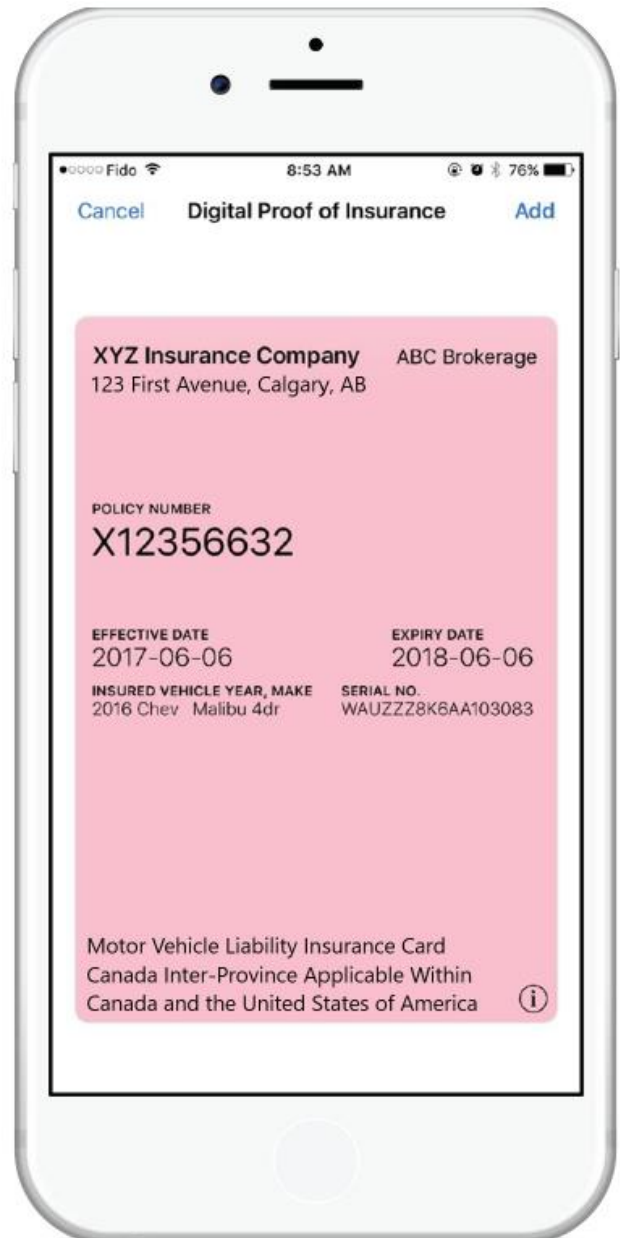 Fido 8:53 AM 76%
Cancel Digital Proof of Insurance Add
XYZ Insurance Company ABC Brokerage
123 First Avenue, Calgary, AB
POLICY NUMBER
X12356632
EFFECTIVE DATE EXPIRY DATE
2017-06-06 2018-06-06
INSURED VEHICLE YEAR, MAKE SERIAL NO.
2016 Chev Malibu 4dr WAUZZZ8K6AA103083
Motor Vehicle Liability Insurance Card
Canada Inter-Province Applicable Within
Canada and the United States of America